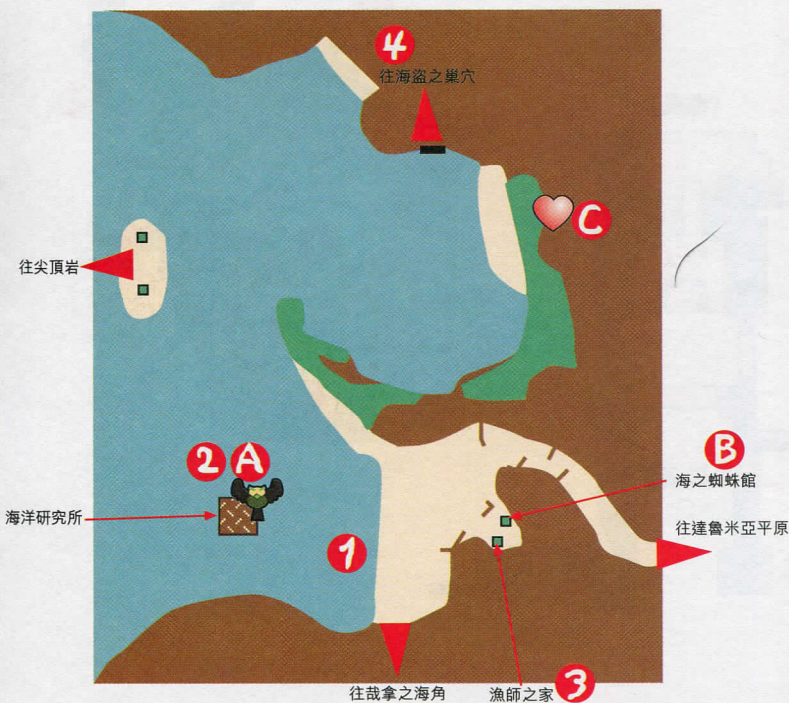 4
往海盜之巢穴
C
往尖頂岩
2 A
B
海之蜘蛛館
海洋研究所
往達魯米亞平原
1
往哉拿之海角
漁師之家
3